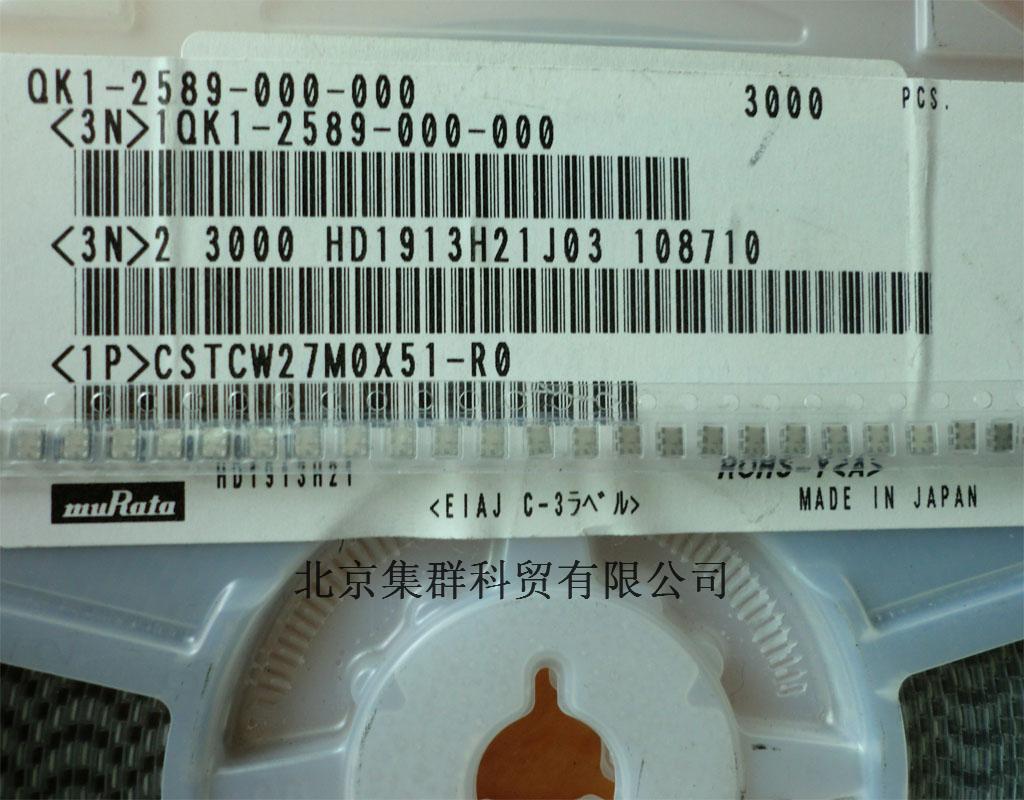 QK1-2589-000-000
3000 PCS.
<3N>1QK1-2589-000-000
<3N>2 3000 HD1913H21J03 108710
<1P>CSTCW27M0X51-R0
HD1913H21
ROHS-Y<A>
muRata
<EIAJ C-3ラベル>
MADE IN JAPAN
北京集群科贸有限公司